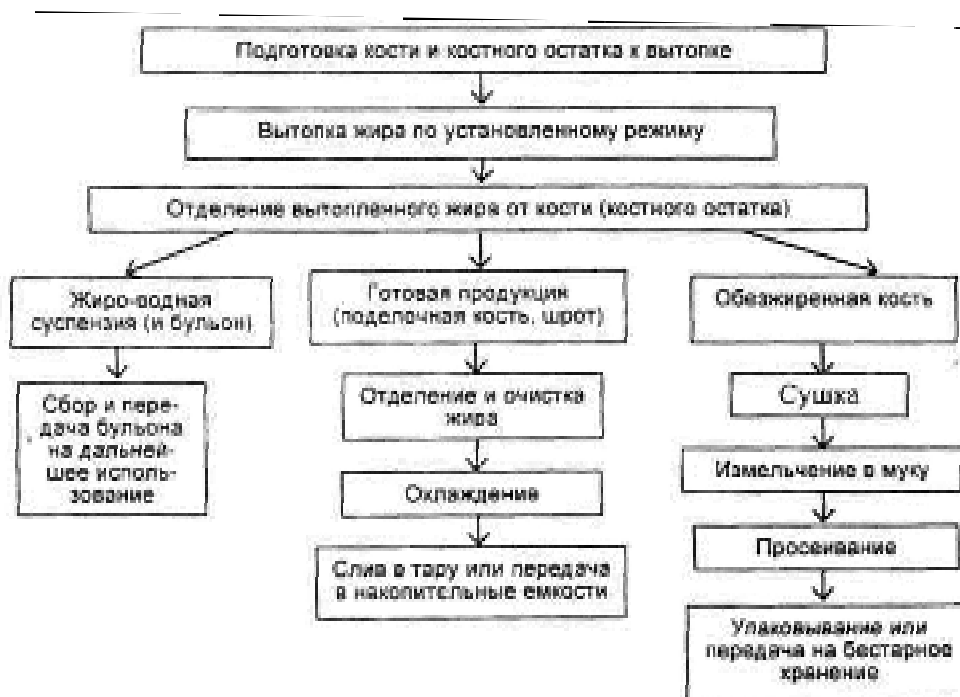 Подготовка кости и костного остатка к вытопке
Вытопка жира по установленному режиму
Отделение вытопленного жира от кости (костного остатка)
Жиро-водная
суспензия (и бульон)
Сбор и пере-
дача бульона
на дальней-
шее исполь-
зование
Готовая продукция
(поделочная кость, шрот)
Отделение и очистка
жира
Охлаждение
Слив в тару или передача
в накопительные емкости
Обезжиренная кость
Сушка
Измельчение в муку
Просеивание
Упаковывание или
передача на бестарное
хранение